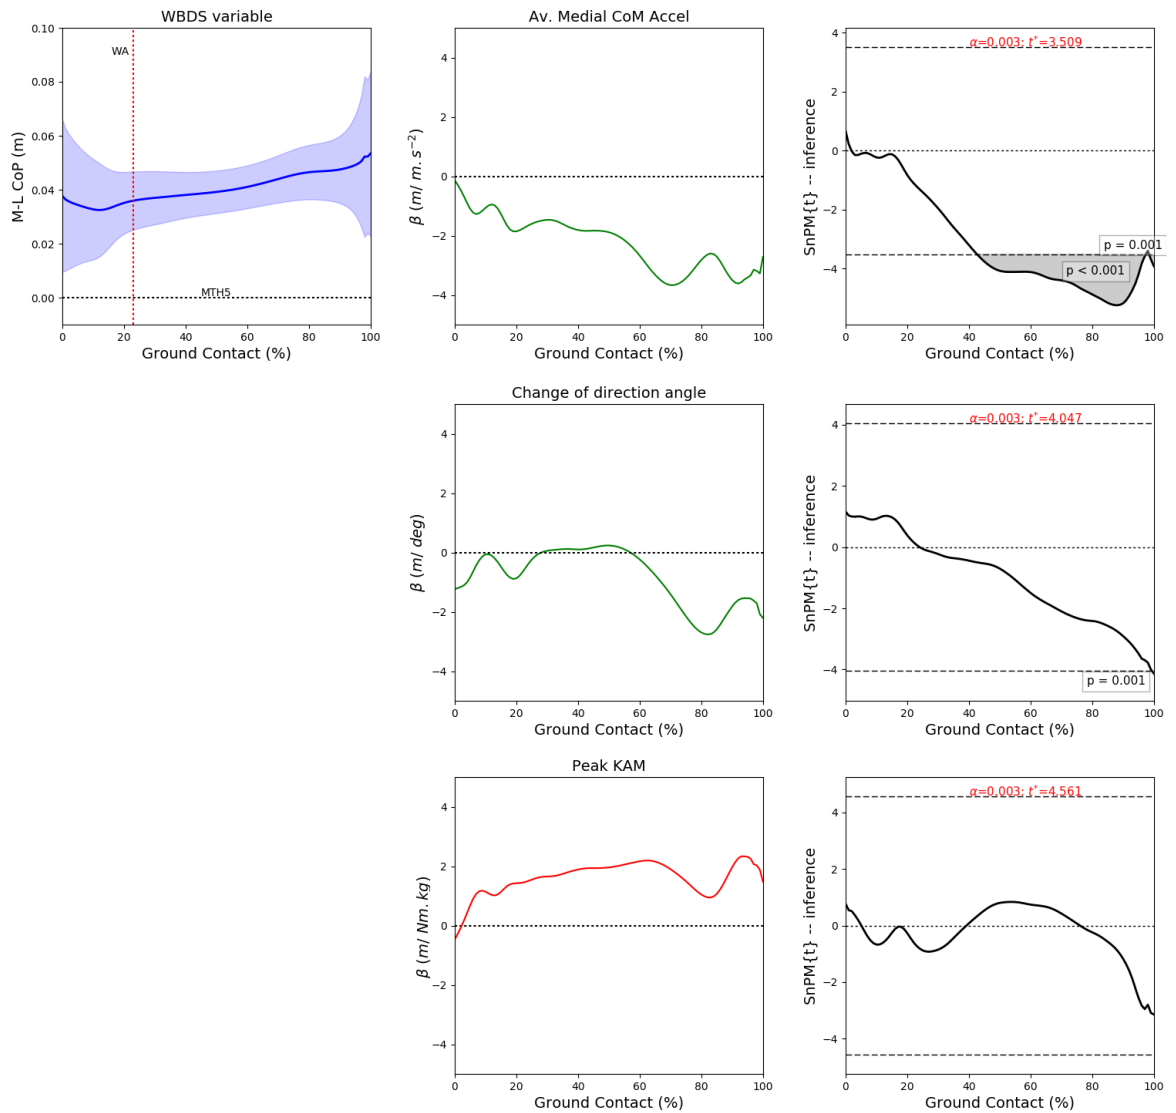 WBDS variable
M-L CoP (m)
0.10
0.08
0.06
0.04
0.02
0.00
WA
MTH5
0 20 40 60 80 100
Ground Contact (%)
Av. Medial CoM Accel
β (m/ m.s⁻²)
4
2
0
−2
−4
0 20 40 60 80 100
Ground Contact (%)
SnPM{t} -- inference
4
2
0
−2
−4
α=0.003; t*=3.509
p = 0.001
p < 0.001
0 20 40 60 80 100
Ground Contact (%)
Change of direction angle
β (m/ deg)
4
2
0
−2
−4
0 20 40 60 80 100
Ground Contact (%)
SnPM{t} -- inference
4
2
0
−2
−4
α=0.003; t*=4.047
p = 0.001
0 20 40 60 80 100
Ground Contact (%)
Peak KAM
β (m/ Nm.kg)
4
2
0
−2
−4
0 20 40 60 80 100
Ground Contact (%)
SnPM{t} -- inference
4
2
0
−2
−4
α=0.003; t*=4.561
0 20 40 60 80 100
Ground Contact (%)